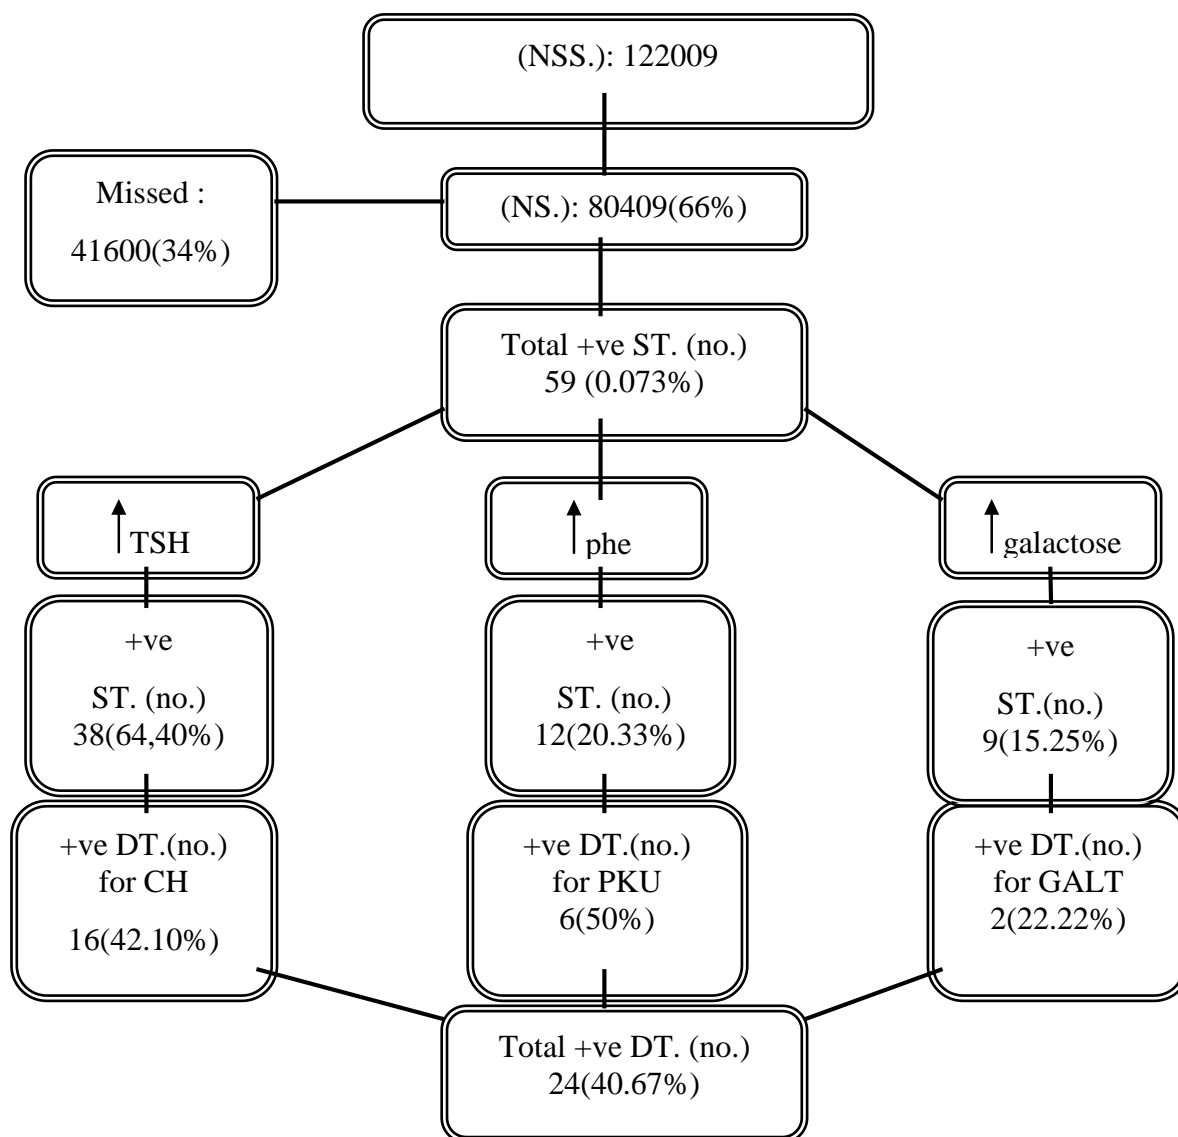 (NSS.): 122009
Missed :
41600(34%)
(NS.): 80409(66%)
Total +ve ST. (no.)
59 (0.073%)
TSH
phe
galactose
+ve
ST. (no.)
38(64,40%)
+ve
ST. (no.)
12(20.33%)
+ve
ST.(no.)
9(15.25%)
+ve DT.(no.)
for CH
16(42.10%)
+ve DT.(no.)
for PKU
6(50%)
+ve DT.(no.)
for GALT
2(22.22%)
Total +ve DT. (no.)
24(40.67%)